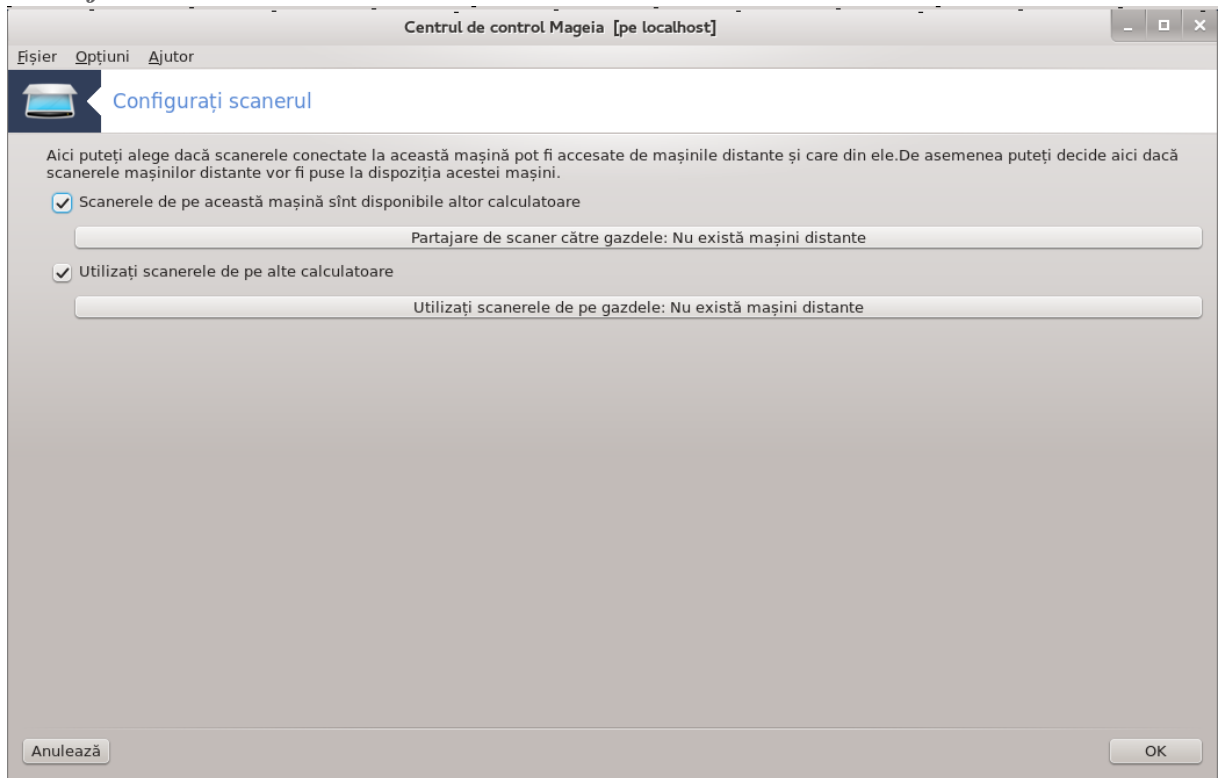 Centrul de control Mageia [pe localhost]
Fișier Opțiuni Ajutor
Configurați scanerul
Aici puteți alege dacă scanerele conectate la această mașină pot fi accesate de mașinile distante și care din ele.De asemenea puteți decide aici dacă
scanerele mașinilor distante vor fi puse la dispoziția acestei mașini.
Scanerele de pe această mașină sînt disponibile altor calculatoare
Partajare de scaner către gazdele: Nu există mașini distante
Utilizați scanerele de pe alte calculatoare
Utilizați scanerele de pe gazdele: Nu există mașini distante
Anulează OK